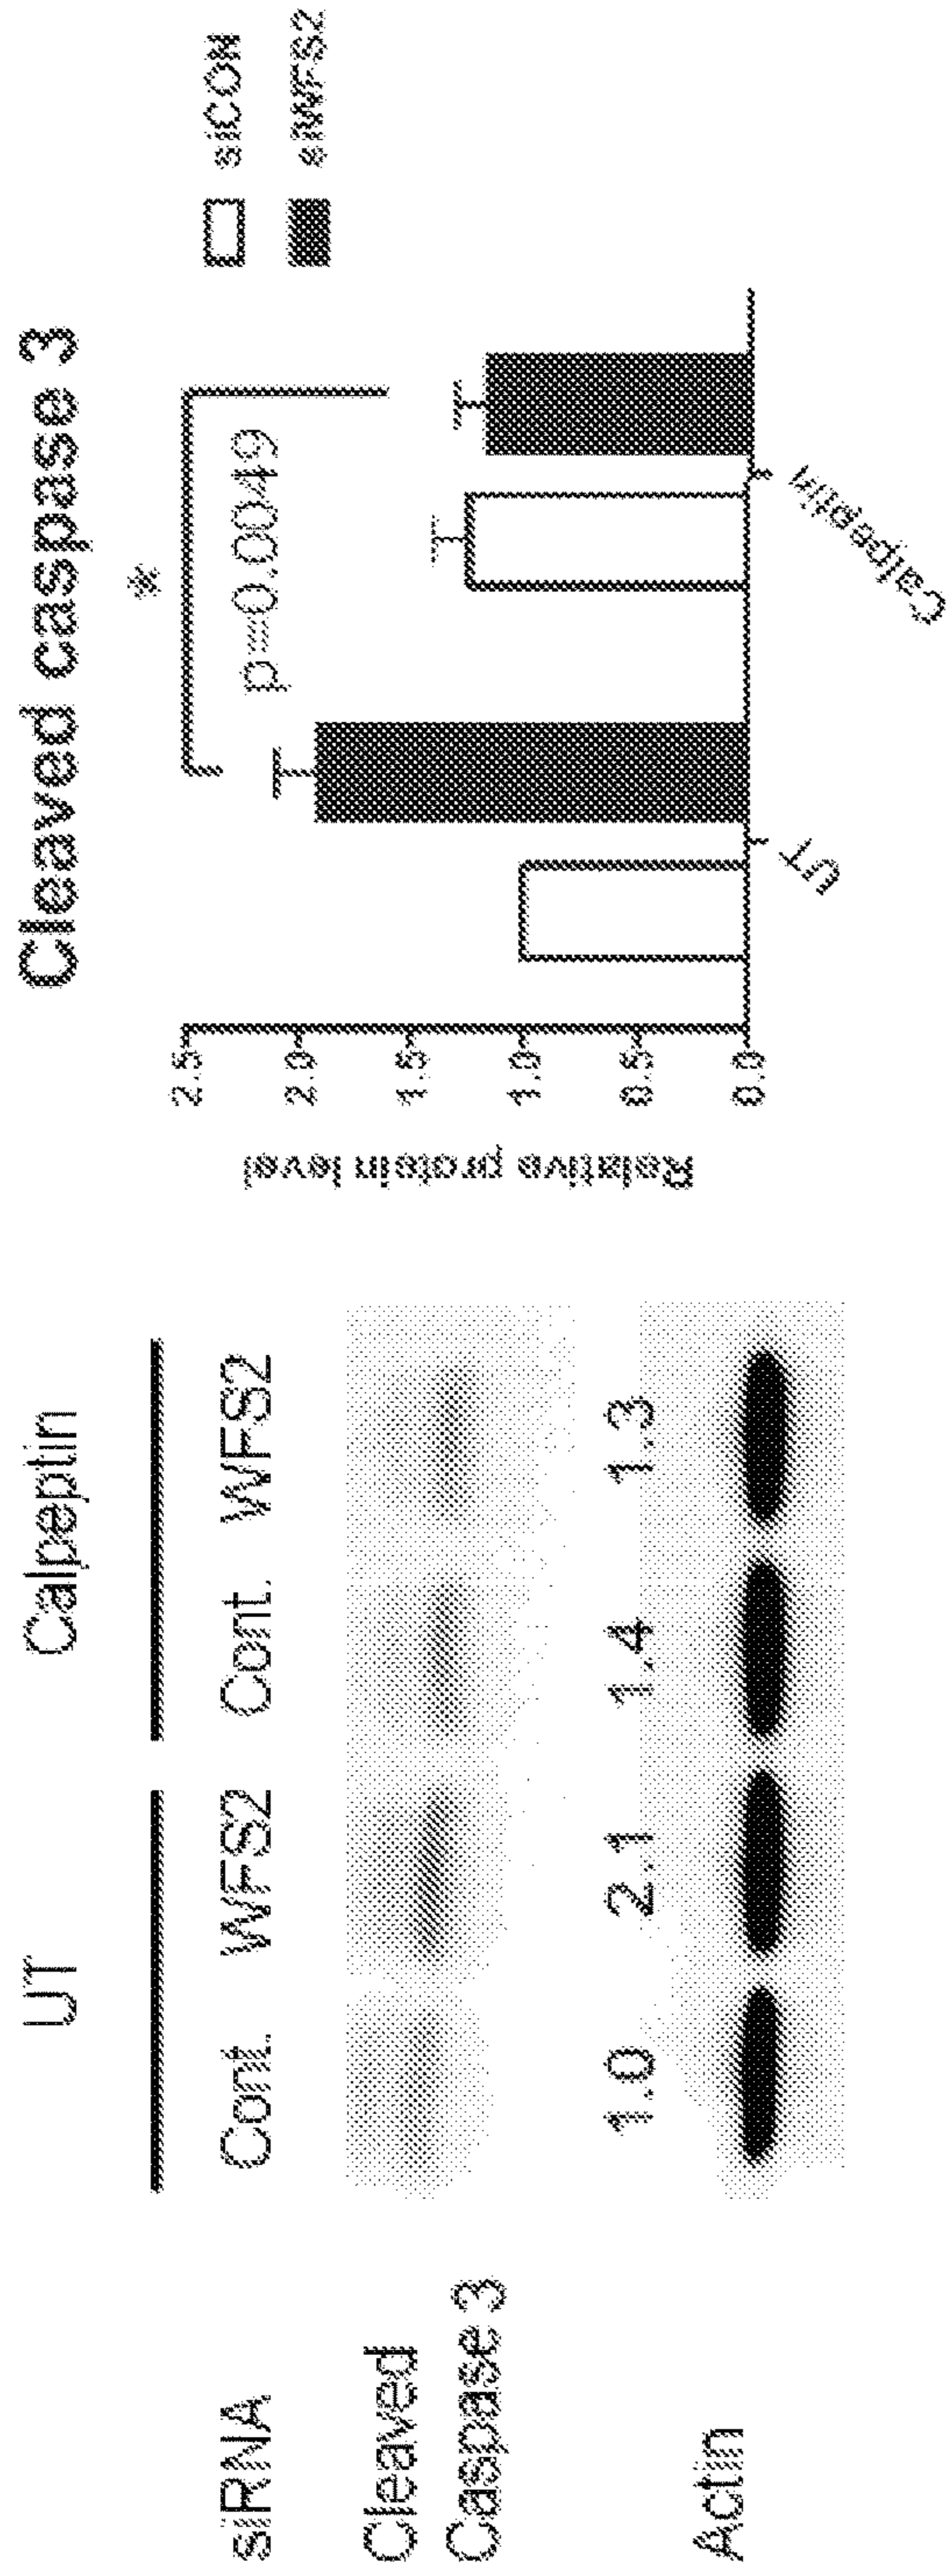 UT Calpeptin
siRNA Cont. WFS2 Cont. WFS2
Cleaved
Caspase 3
1.0 2.1 1.4 1.3
Actin
Cleaved caspase 3
*
p=0.0049
siCON
siWFS2
Relative protein level
2.5
2.0
1.5
1.0
0.5
0.0
UT
Calpeptin